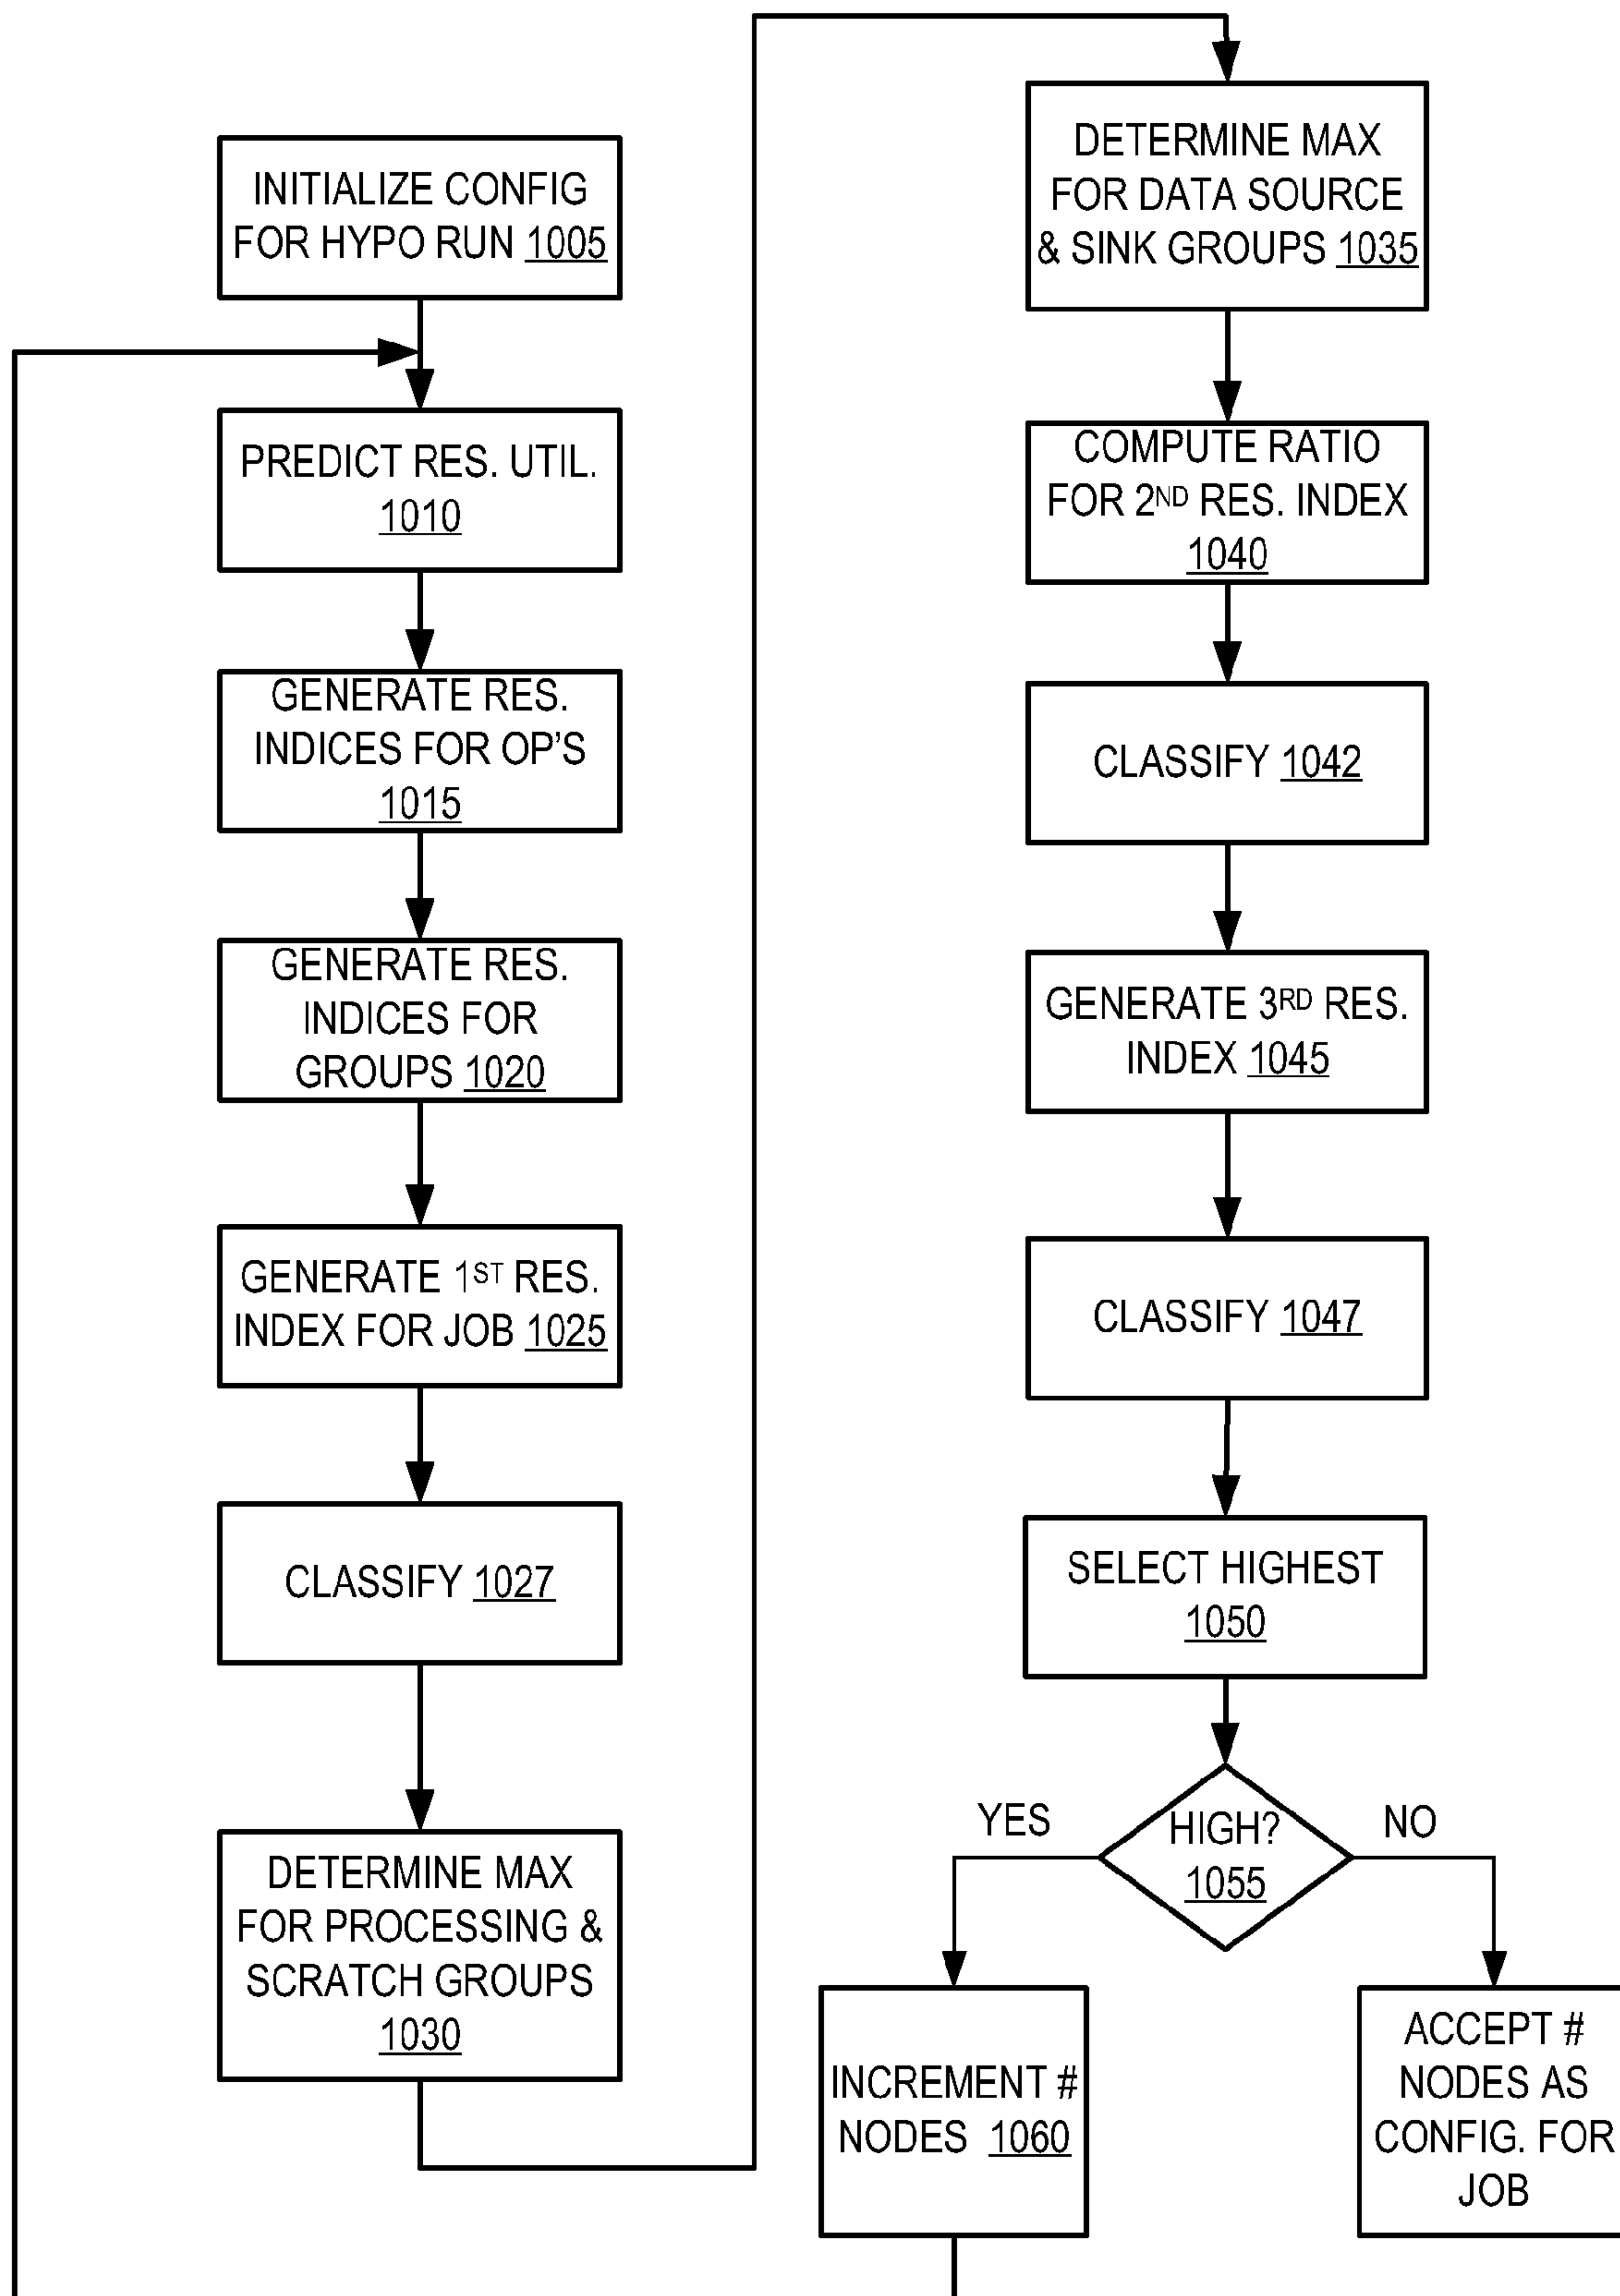 INITIALIZE CONFIG
FOR HYPO RUN 1005
PREDICT RES. UTIL.
1010
GENERATE RES.
INDICES FOR OP'S
1015
GENERATE RES.
INDICES FOR
GROUPS 1020
GENERATE 1ST RES.
INDEX FOR JOB 1025
CLASSIFY 1027
DETERMINE MAX
FOR PROCESSING &
SCRATCH GROUPS
1030
DETERMINE MAX
FOR DATA SOURCE
& SINK GROUPS 1035
COMPUTE RATIO
FOR 2ND RES. INDEX
1040
CLASSIFY 1042
GENERATE 3RD RES.
INDEX 1045
CLASSIFY 1047
SELECT HIGHEST
1050
HIGH?
1055
YES
NO
INCREMENT #
NODES 1060
ACCEPT #
NODES AS
CONFIG. FOR
JOB